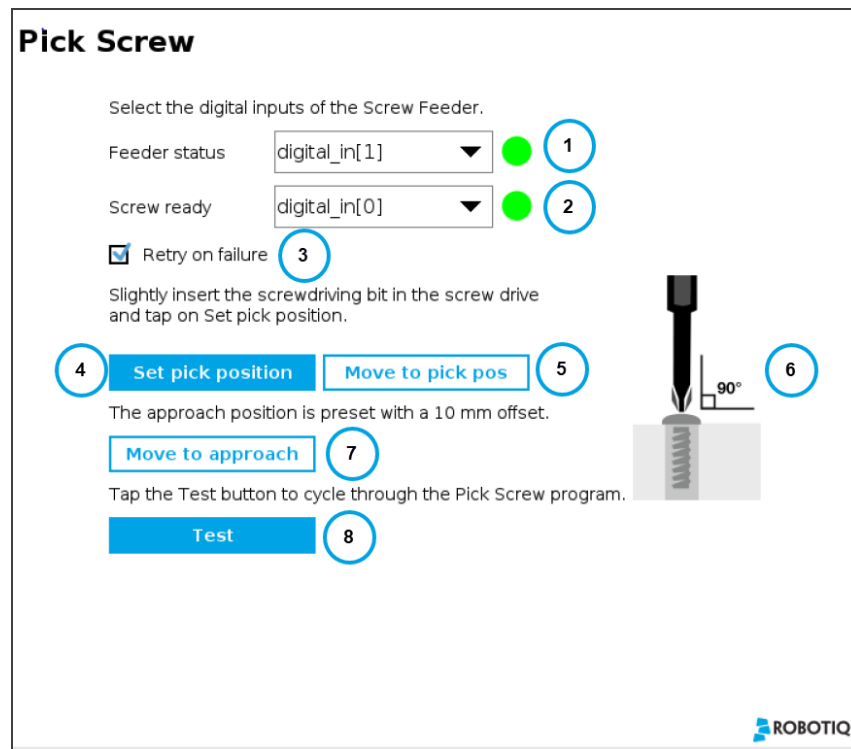 Pick Screw
Select the digital inputs of the Screw Feeder.
Feeder status digital_in[1] 1
Screw ready digital_in[0] 2
Retry on failure 3
Slightly insert the screwdriving bit in the screw drive
and tap on Set pick position.
4 Set pick position Move to pick pos 5
90° 6
The approach position is preset with a 10 mm offset.
Move to approach 7
Tap the Test button to cycle through the Pick Screw program.
Test 8
ROBOTIQ